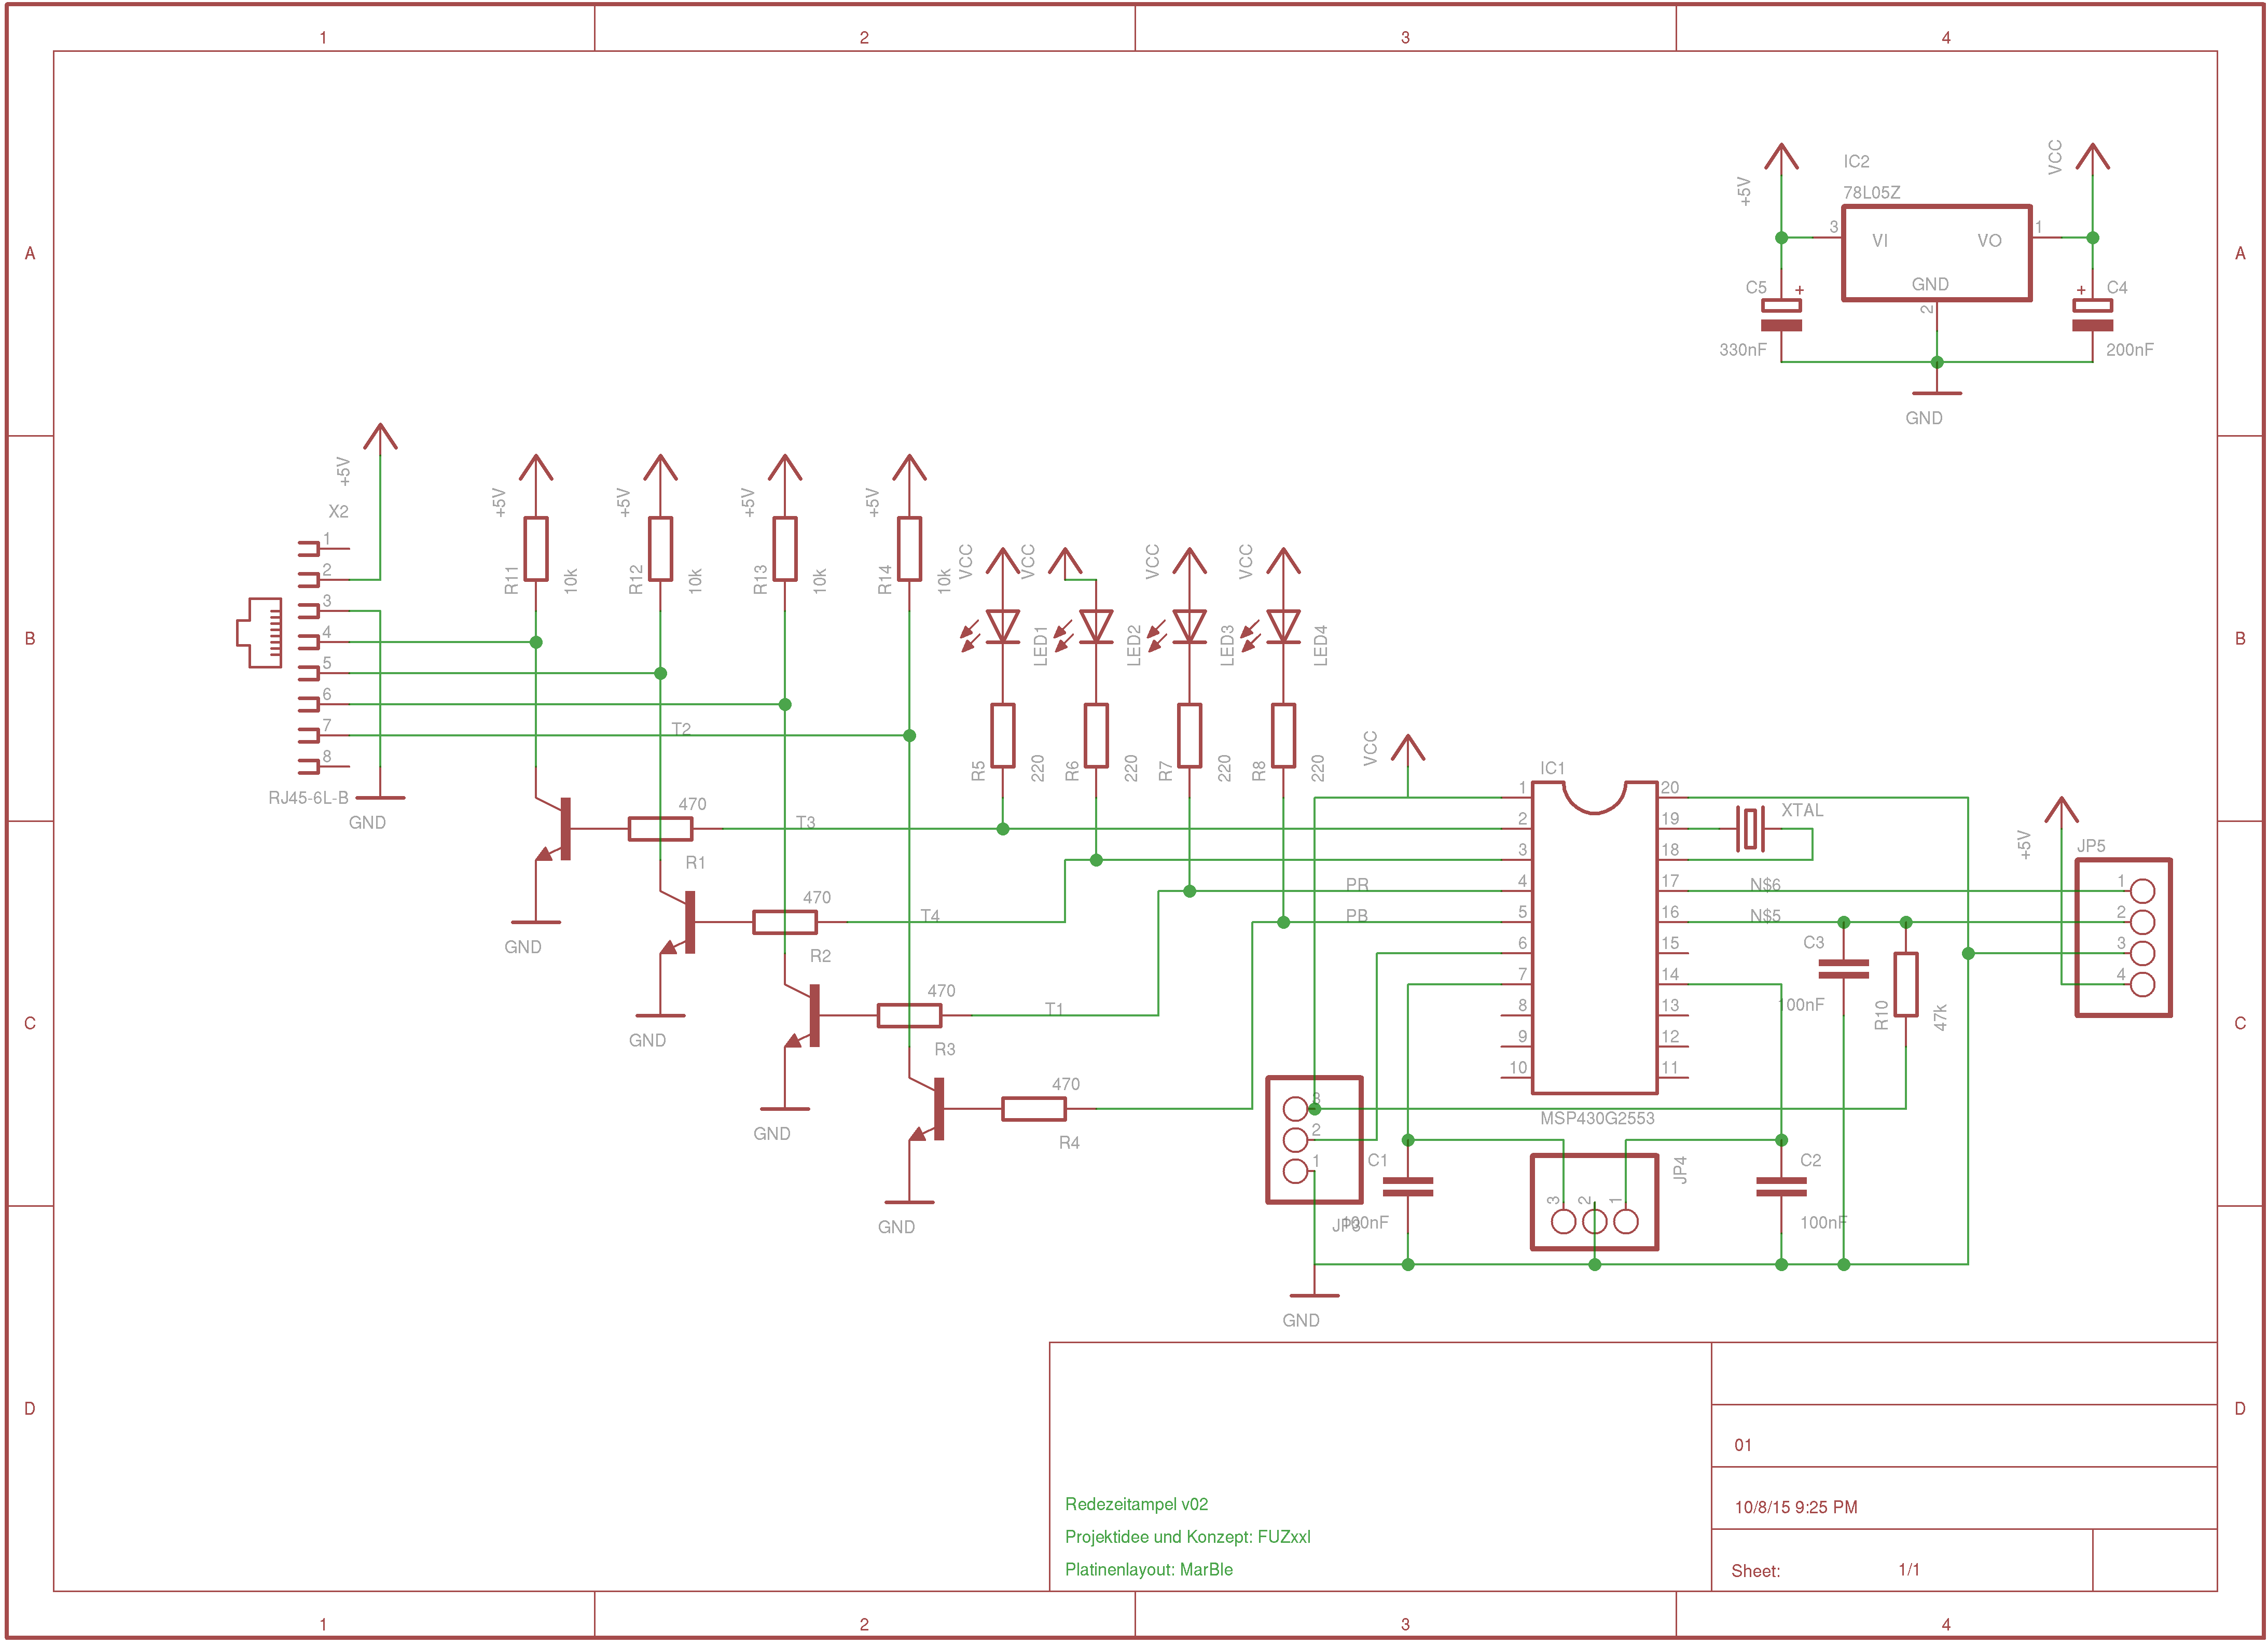 1 2 3 4
A A
B B
C C
D D
1 2 3 4
+5V
IC2
78L05Z
VCC
3 VI VO 1
GND
2
C5 +
330nF
+ C4
200nF
GND
+5V
X2
1
2
3
4
5
6
7
8
RJ45-6L-B
GND
+5V
R11 10k
+5V
R12 10k
+5V
R13 10k
+5V
R14 10k
VCC
VCC
VCC
VCC
LED1
LED2
LED3
LED4
R5 220
R6 220
R7 220
R8 220
T2
470
T3
R1
GND
470
T4
R2
GND
470
T1
R3
GND
470
R4
GND
VCC
PR
PB
IC1
1 20
2 19
3 18
4 17
5 16
6 15
7 14
8 13
9 12
10 11
MSP430G2553
XTAL
N$6
N$5
C3
100nF
R10
47k
+5V
JP5
1
2
3
4
3
2
1
JP3
C1
100nF
JP4
3 2 1
C2
100nF
GND
Redezeitampel v02
Projektidee und Konzept: FUZxxl
Platinenlayout: MarBle
01
10/8/15 9:25 PM
Sheet: 1/1